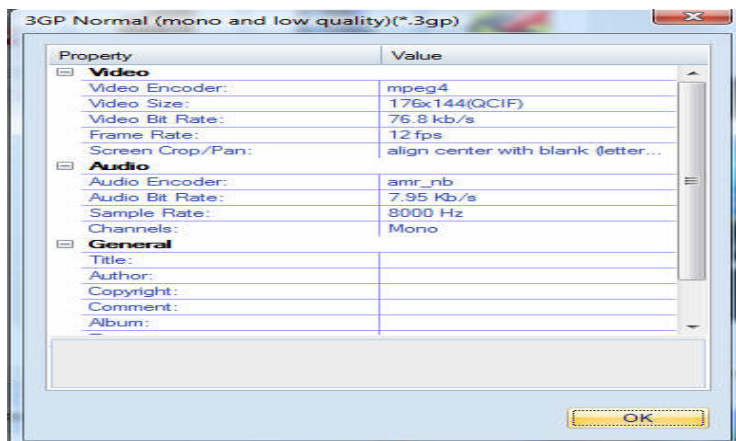 3GP Normal (mono and low quality)(*.3gp)
Property Value
Video
Video Encoder: mpeg4
Video Size: 176x144(QCIF)
Video Bit Rate: 76.8 kb/s
Frame Rate: 12 fps
Screen Crop/Pan: align center with blank (letter...
Audio
Audio Encoder: amr_nb
Audio Bit Rate: 7.95 Kb/s
Sample Rate: 8000 Hz
Channels: Mono
General
Title:
Author:
Copyright:
Comment:
Album:
OK